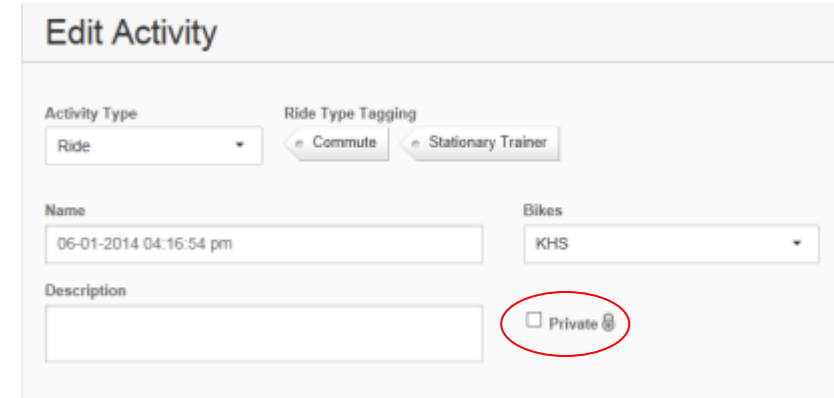 Edit Activity
Activity Type
Ride Type Tagging
Ride
Commute
Stationary Trainer
Name
Bikes
06-01-2014 04:16:54 pm
KHS
Description
Private